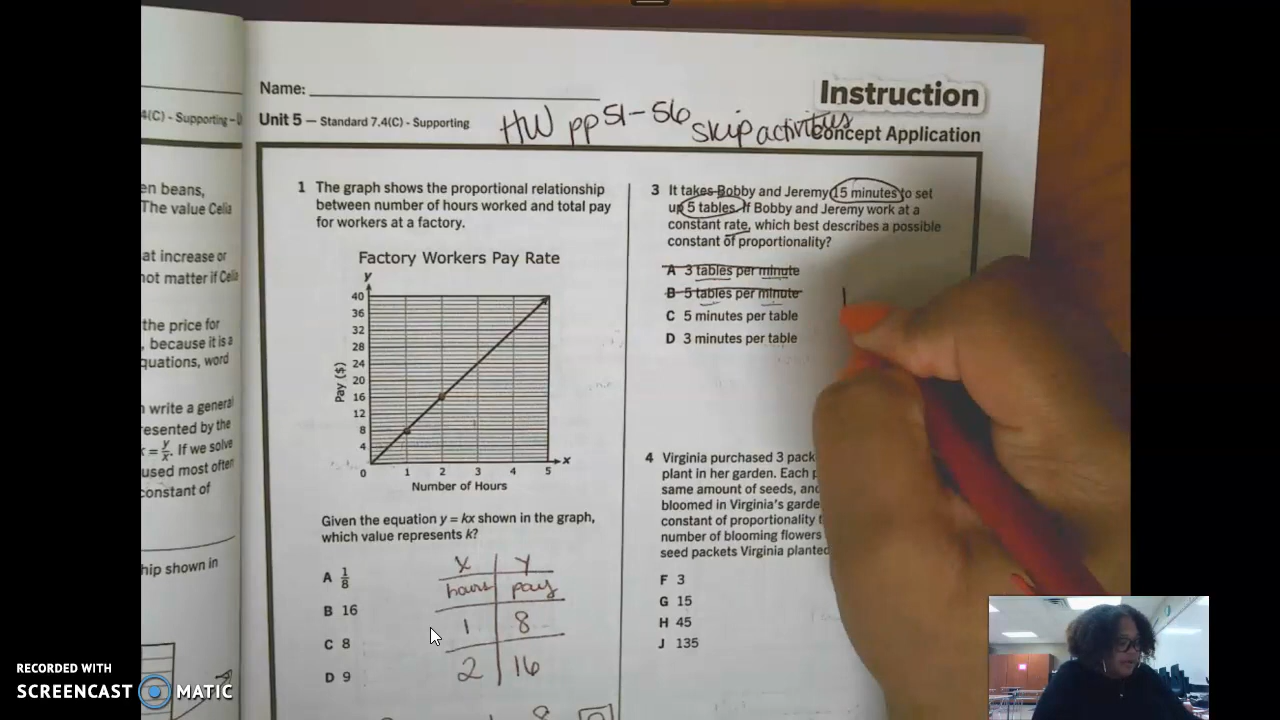 4(C) - Supporting
en beans,
The value Celia
at increase or
not matter if Celia
the price for
, because it is a
quations, word
write a general
esented by the
= y/x. If we solve
used most often
constant of
hip shown in
Name:
Instruction
Unit 5 — Standard 7.4(C) - Supporting
HW pp 51-56 skip activitys
Concept Application
1 The graph shows the proportional relationship
between number of hours worked and total pay
for workers at a factory.
Factory Workers Pay Rate
y
40
36
32
28
24
20
16
12
8
4
0
1 2 3 4 5 x
Pay ($)
Number of Hours
Given the equation y = kx shown in the graph,
which value represents k?
A 1/8
B 16
C 8
D 9
x y
hours pay
1 8
2 16
8
3 It takes Bobby and Jeremy 15 minutes to set
up 5 tables. If Bobby and Jeremy work at a
constant rate, which best describes a possible
constant of proportionality?
A 3 tables per minute
B 5 tables per minute
C 5 minutes per table
D 3 minutes per table
4 Virginia purchased 3 pack
plant in her garden. Each
same amount of seeds, and
bloomed in Virginia's garde
constant of proportionality
number of blooming flowers
seed packets Virginia planted
F 3
G 15
H 45
J 135
RECORDED WITH
SCREENCAST MATIC